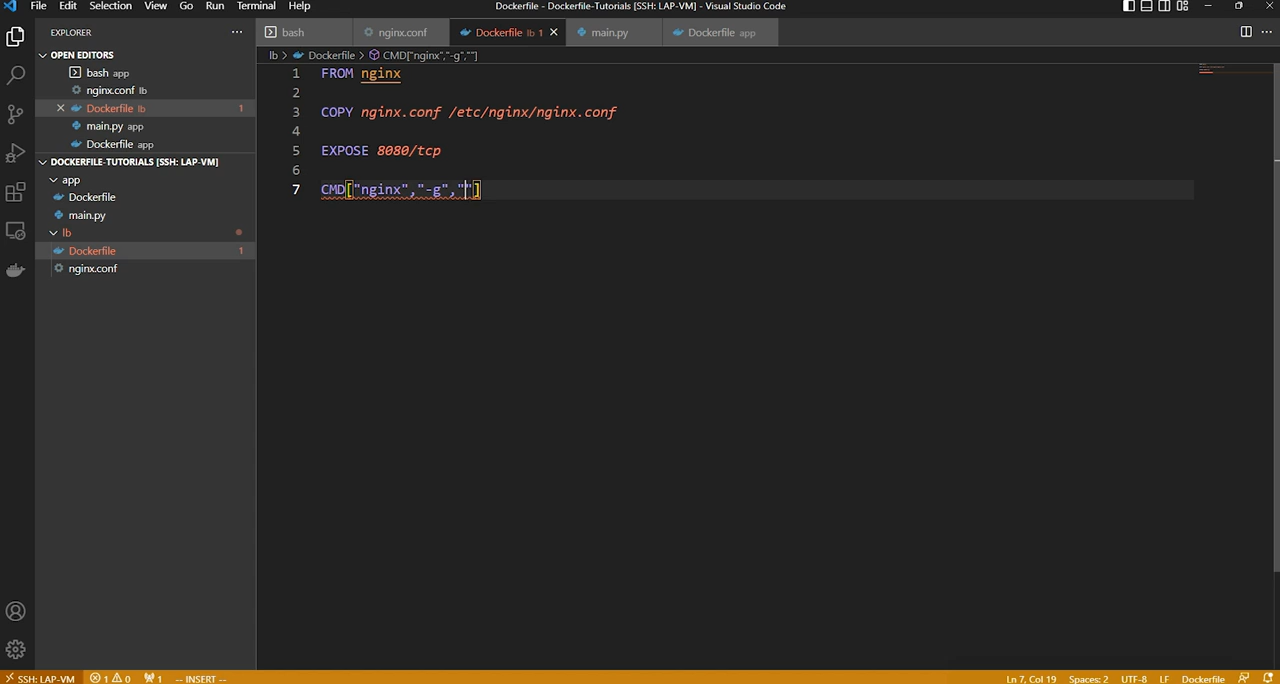 File Edit Selection View Go Run Terminal Help
Dockerfile - Dockerfile-Tutorials [SSH: LAP-VM] - Visual Studio Code
EXPLORER
OPEN EDITORS
bash app
nginx.conf lb
Dockerfile lb 1
main.py app
Dockerfile app
DOCKERFILE-TUTORIALS [SSH: LAP-VM]
app
Dockerfile
main.py
lb
Dockerfile 1
nginx.conf
bash nginx.conf Dockerfile lb 1 main.py Dockerfile app
lb > Dockerfile > CMD["nginx","-g",""]
1 FROM nginx
2
3 COPY nginx.conf /etc/nginx/nginx.conf
4
5 EXPOSE 8080/tcp
6
7 CMD["nginx","-g",""]
SSH: LAP-VM 1 0 1 -- INSERT -- Ln 7, Col 19 Spaces: 2 UTF-8 LF Dockerfile